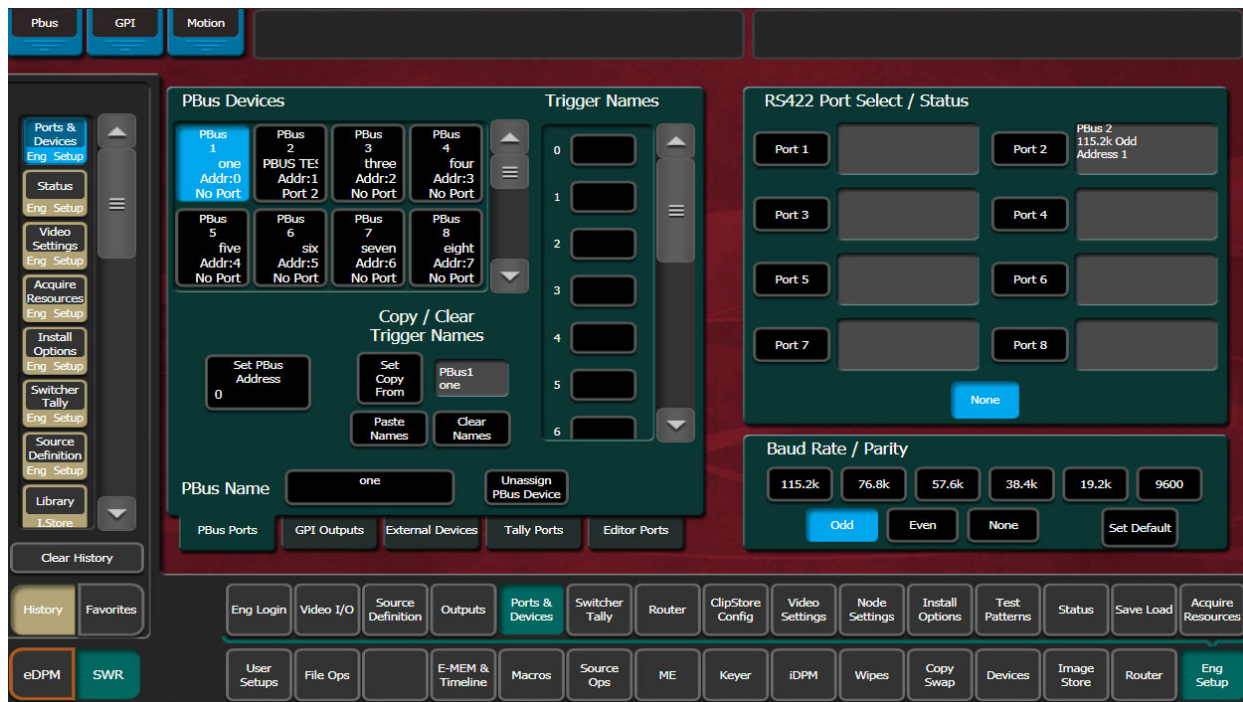 Pbus
GPI
Motion
Ports &
Devices
Eng Setup
Status
Eng Setup
Video
Settings
Eng Setup
Acquire
Resources
Eng Setup
Install
Options
Eng Setup
Switcher
Tally
Eng Setup
Source
Definition
Eng Setup
Library
I.Store
Clear History
History
Favorites
eDPM
SWR
PBus Devices
PBus
1
one
Addr:0
No Port
PBus
2
PBUS TES
Addr:1
Port 2
PBus
3
three
Addr:2
No Port
PBus
4
four
Addr:3
No Port
PBus
5
five
Addr:4
No Port
PBus
6
six
Addr:5
No Port
PBus
7
seven
Addr:6
No Port
PBus
8
eight
Addr:7
No Port
Trigger Names
0
1
2
3
4
5
6
Copy / Clear
Trigger Names
Set PBus
Address
0
Set
Copy
From
PBus1
one
Paste
Names
Clear
Names
PBus Name
one
Unassign
PBus Device
PBus Ports
GPI Outputs
External Devices
Tally Ports
Editor Ports
RS422 Port Select / Status
Port 1
Port 2
PBus 2
115.2k Odd
Address 1
Port 3
Port 4
Port 5
Port 6
Port 7
Port 8
None
Baud Rate / Parity
115.2k
76.8k
57.6k
38.4k
19.2k
9600
Odd
Even
None
Set Default
Eng Login
Video I/O
Source
Definition
Outputs
Ports &
Devices
Switcher
Tally
Router
ClipStore
Config
Video
Settings
Node
Settings
Install
Options
Test
Patterns
Status
Save Load
Acquire
Resources
User
Setups
File Ops
E-MEM &
Timeline
Macros
Source
Ops
ME
Keyer
iDPM
Wipes
Copy
Swap
Devices
Image
Store
Router
Eng
Setup